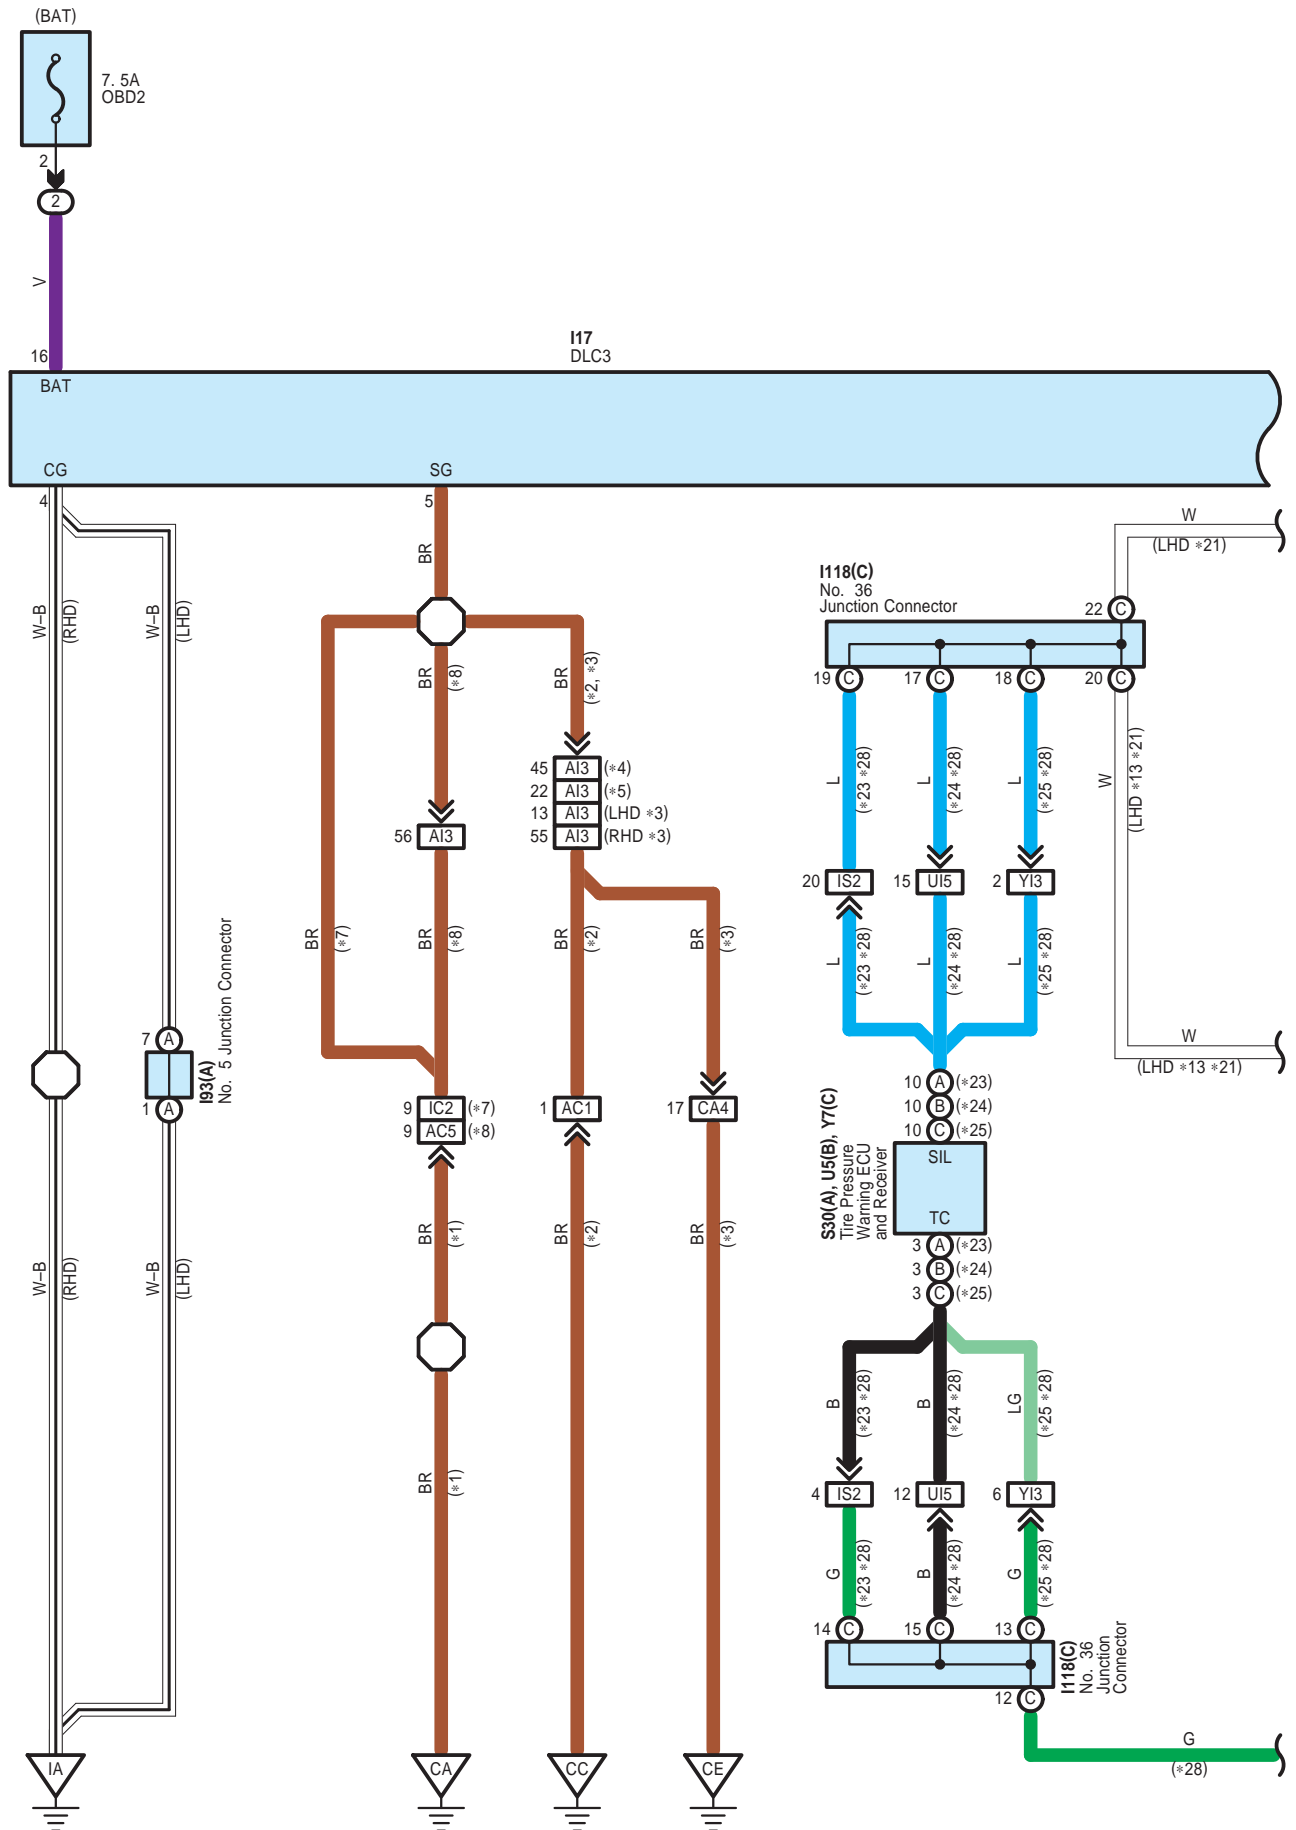 (BAT)
7. 5A
OBD2
2
2
V
16
I17
DLC3
BAT
CG
SG
4
5
W–B
(RHD)
W–B
(LHD)
BR
BR
(*8)
BR
(*2, *3)
45 AI3 (*4)
22 AI3 (*5)
13 AI3 (LHD *3)
55 AI3 (RHD *3)
56 AI3
BR
(*7)
BR
(*8)
BR
(*2)
BR
(*3)
7 A
1 A
I93(A)
No. 5 Junction Connector
9 IC2 (*7)
9 AC5 (*8)
1 AC1
17 CA4
W–B
(RHD)
W–B
(LHD)
BR
(*1)
BR
(*2)
BR
(*3)
BR
(*1)
IA
CA
CC
CE
W
(LHD *21)
I118(C)
No. 36
Junction Connector
22 C
19 C
17 C
18 C
20 C
L
(*23 *28)
L
(*24 *28)
L
(*25 *28)
W
(LHD *13 *21)
20 IS2
15 UI5
2 YI3
L
(*23 *28)
L
(*24 *28)
L
(*25 *28)
W
(LHD *13 *21)
10 A (*23)
10 B (*24)
10 C (*25)
S30(A), U5(B), Y7(C)
Tire Pressure
Warning ECU
and Receiver
SIL
TC
3 A (*23)
3 B (*24)
3 C (*25)
B
(*23 *28)
B
(*24 *28)
LG
(*25 *28)
4 IS2
12 UI5
6 YI3
G
(*23 *28)
B
(*24 *28)
G
(*25 *28)
14 C
15 C
13 C
I118(C)
No. 36
Junction
Connector
12 C
G
(*28)